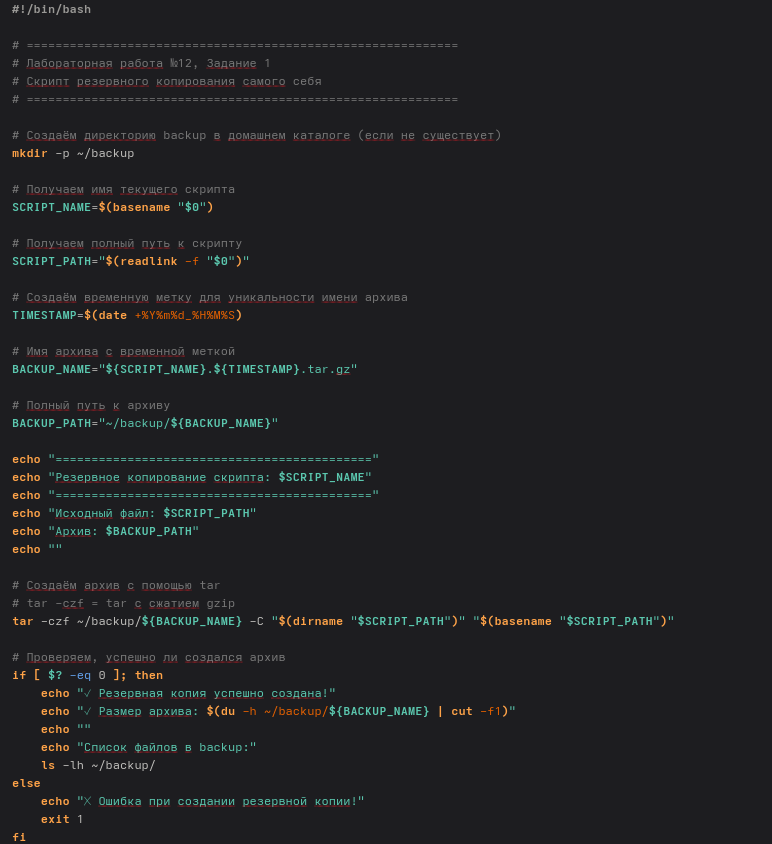 #!/bin/bash
# ============================================================
# Лабораторная работа №12, Задание 1
# Скрипт резервного копирования самого себя
# ============================================================
# Создаём директорию backup в домашнем каталоге (если не существует)
mkdir -p ~/backup
# Получаем имя текущего скрипта
SCRIPT_NAME=$(basename "$0")
# Получаем полный путь к скрипту
SCRIPT_PATH="$(readlink -f "$0")"
# Создаём временную метку для уникальности имени архива
TIMESTAMP=$(date +%Y%m%d_%H%M%S)
# Имя архива с временной меткой
BACKUP_NAME="${SCRIPT_NAME}.${TIMESTAMP}.tar.gz"
# Полный путь к архиву
BACKUP_PATH="~/backup/${BACKUP_NAME}"
echo "============================================"
echo "Резервное копирование скрипта: $SCRIPT_NAME"
echo "============================================"
echo "Исходный файл: $SCRIPT_PATH"
echo "Архив: $BACKUP_PATH"
echo ""
# Создаём архив с помощью tar
# tar -czf = tar с сжатием gzip
tar -czf ~/backup/${BACKUP_NAME} -C "$(dirname "$SCRIPT_PATH")" "$(basename "$SCRIPT_PATH")"
# Проверяем, успешно ли создался архив
if [ $? -eq 0 ]; then
    echo "✓ Резервная копия успешно создана!"
    echo "✓ Размер архива: $(du -h ~/backup/${BACKUP_NAME} | cut -f1)"
    echo ""
    echo "Список файлов в backup:"
    ls -lh ~/backup/
else
    echo "✗ Ошибка при создании резервной копии!"
    exit 1
fi